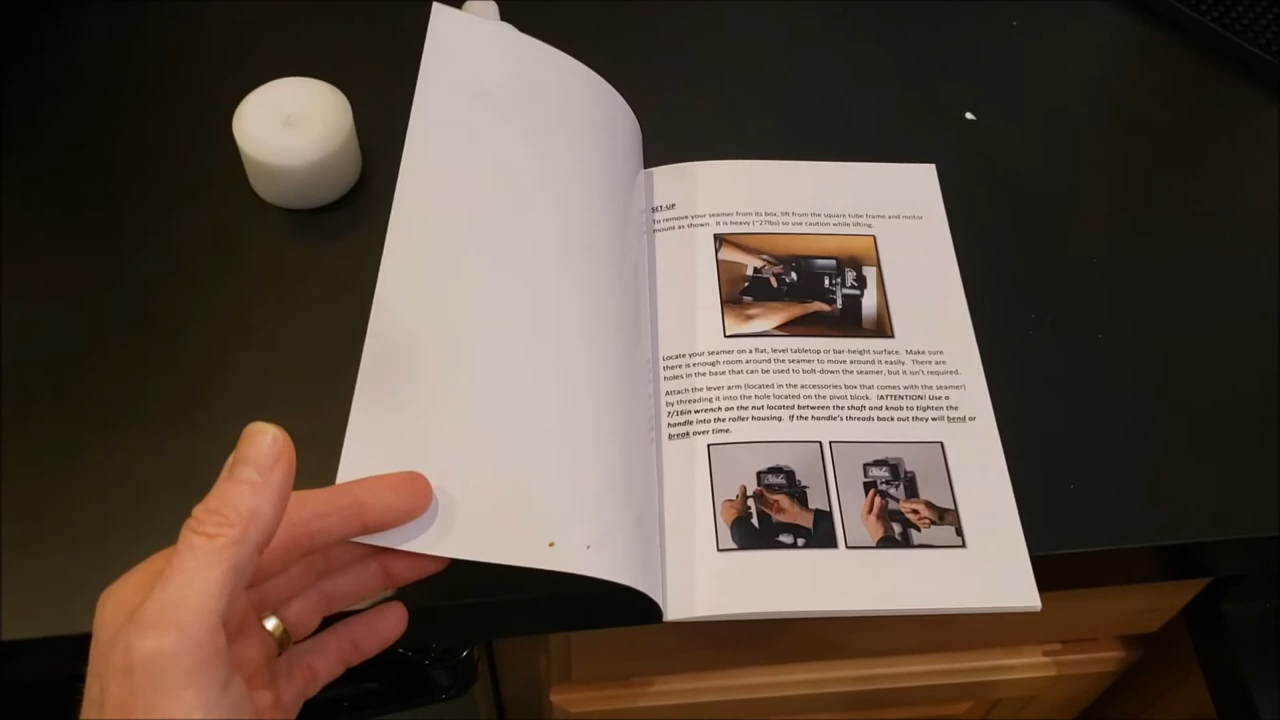 SET-UP
To remove your seamer from its box, lift from the square tube frame and motor
mount as shown. It is heavy (~27lbs) so use caution while lifting.
Locate your seamer on a flat, level tabletop or bar-height surface. Make sure
there is enough room around the seamer to move around it easily. There are
holes in the base that can be used to bolt-down the seamer, but it isn't required.
Attach the lever arm (located in the accessories box that comes with the seamer)
by threading it into the hole located on the pivot block. !ATTENTION! Use a
7/16in wrench on the nut located between the shaft and knob to tighten the
handle into the roller housing. If the handle's threads back out they will bend or
break over time.